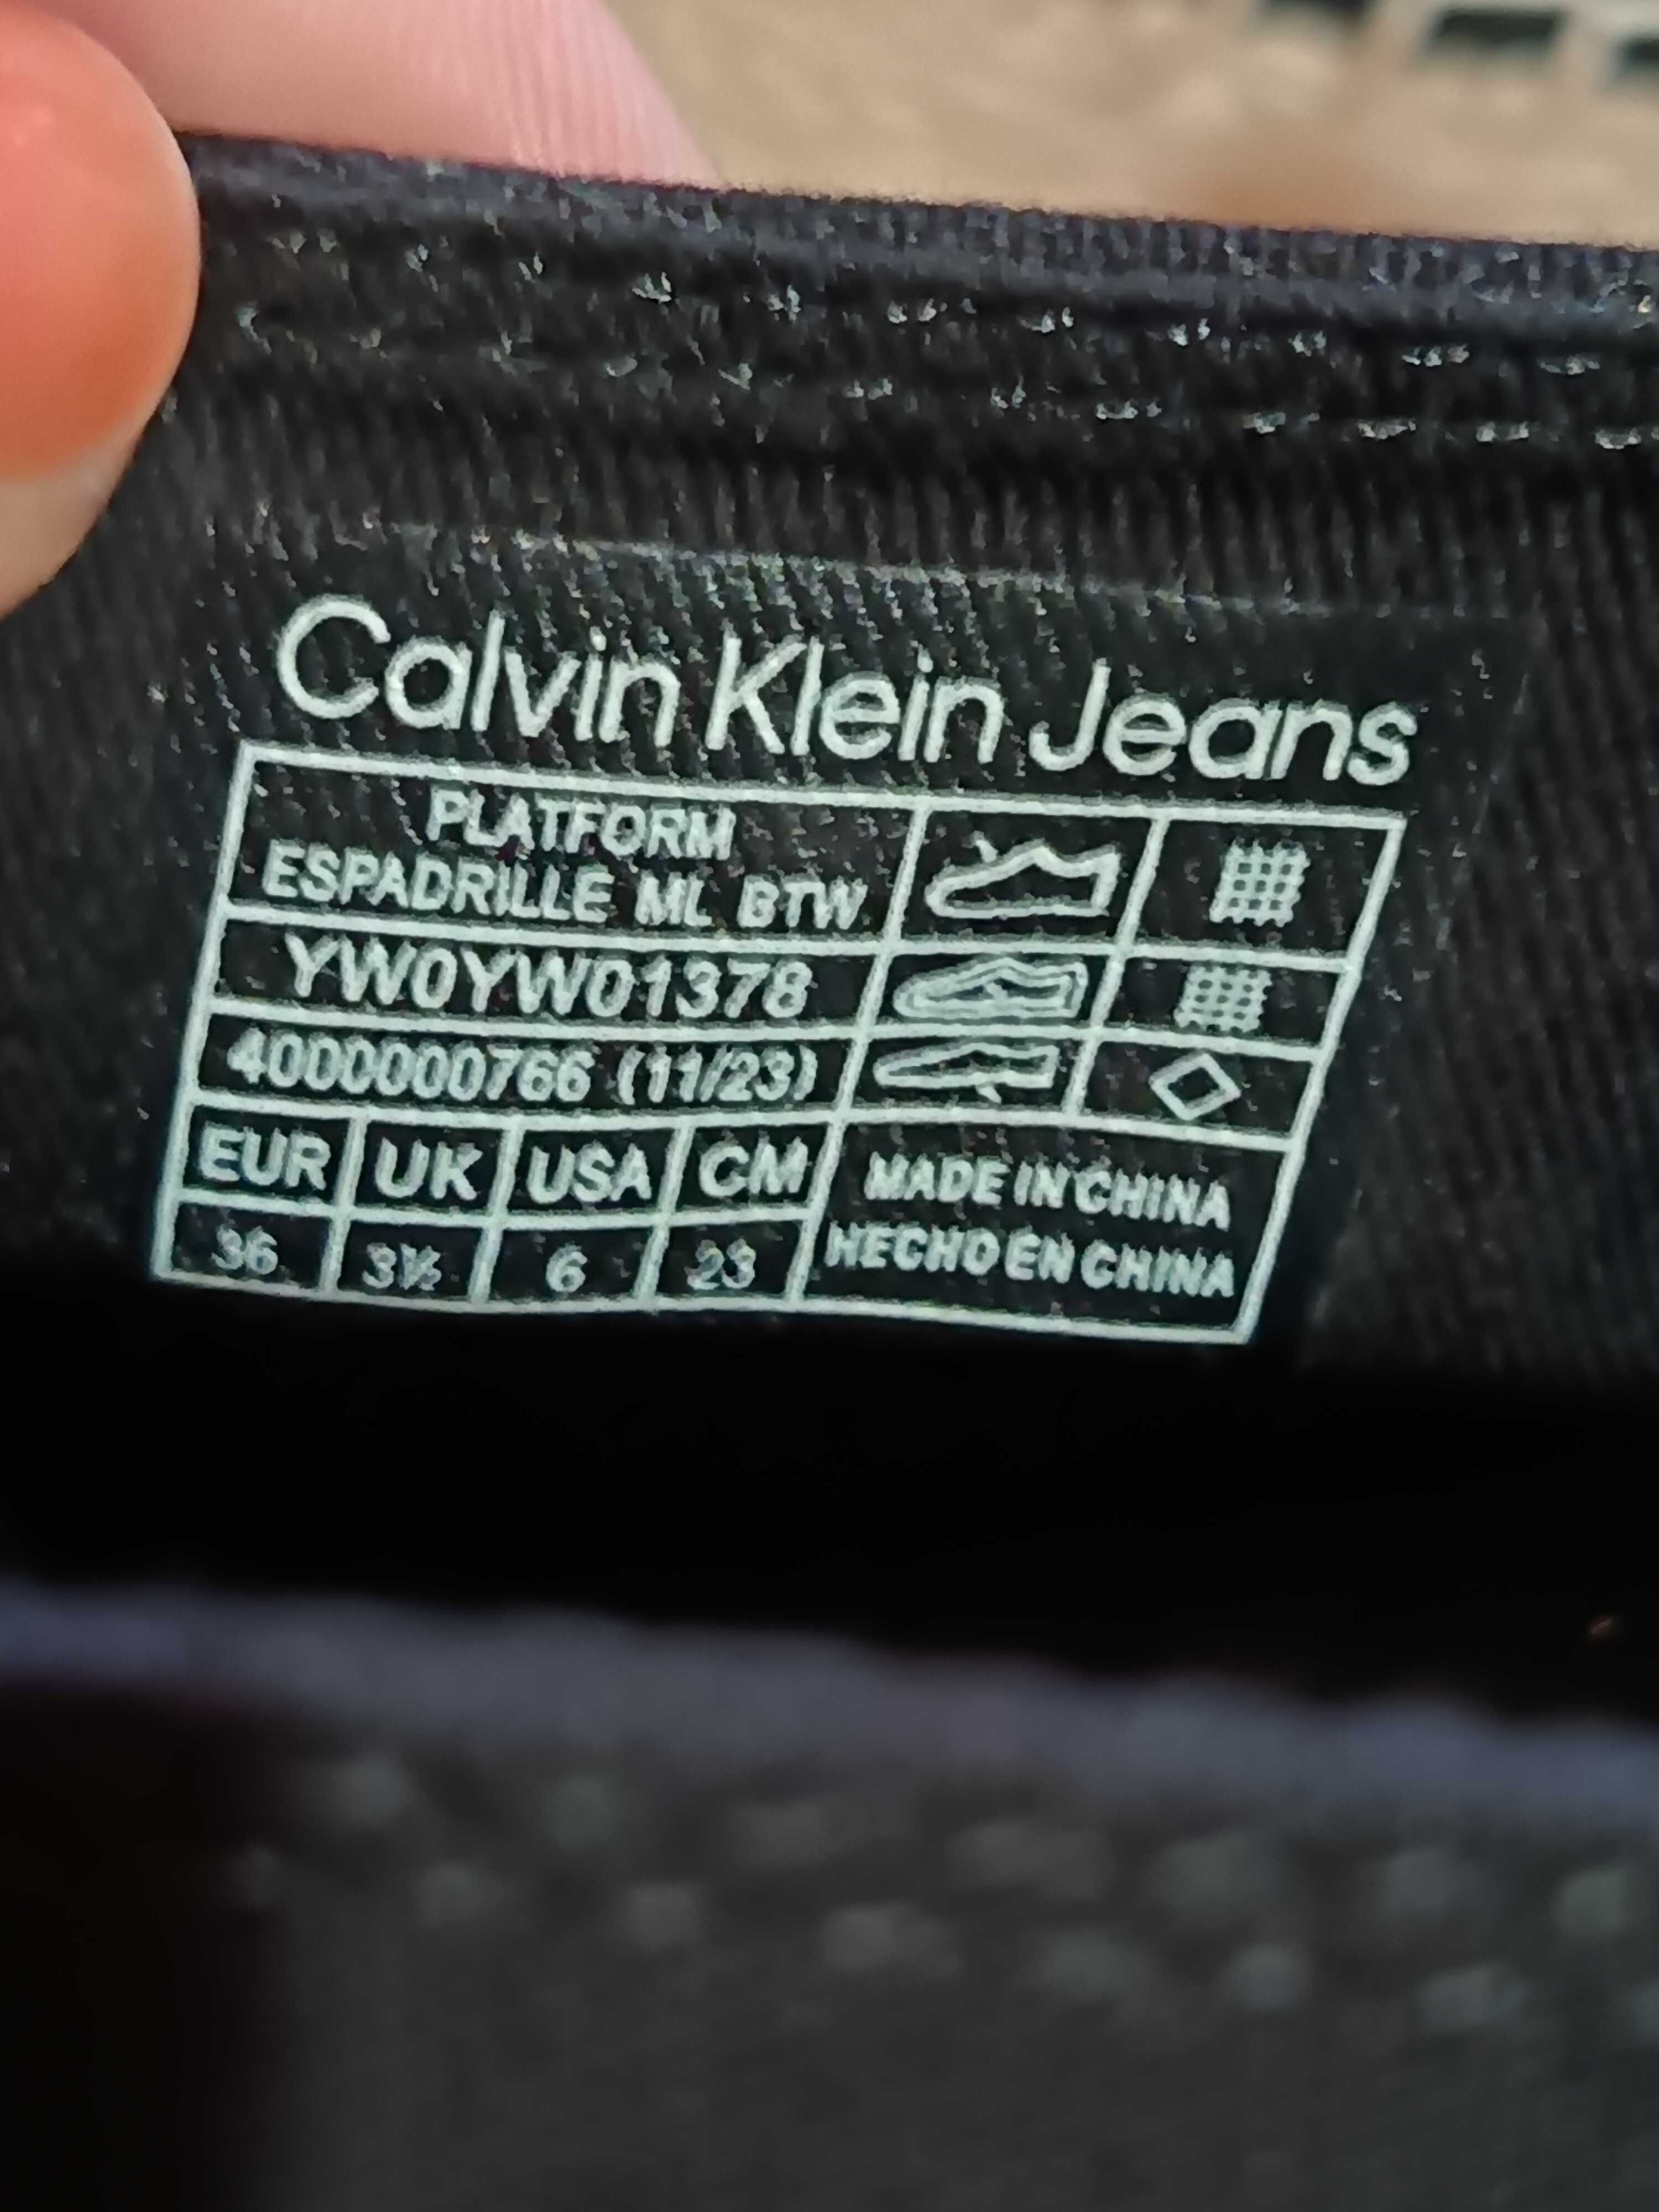 Calvin Klein Jeans
PLATFORM
ESPADRILLE ML BTW
YW0YW01378
4000000766 (11/23)
EUR UK USA CM
36 3½ 6 23
MADE IN CHINA
HECHO EN CHINA